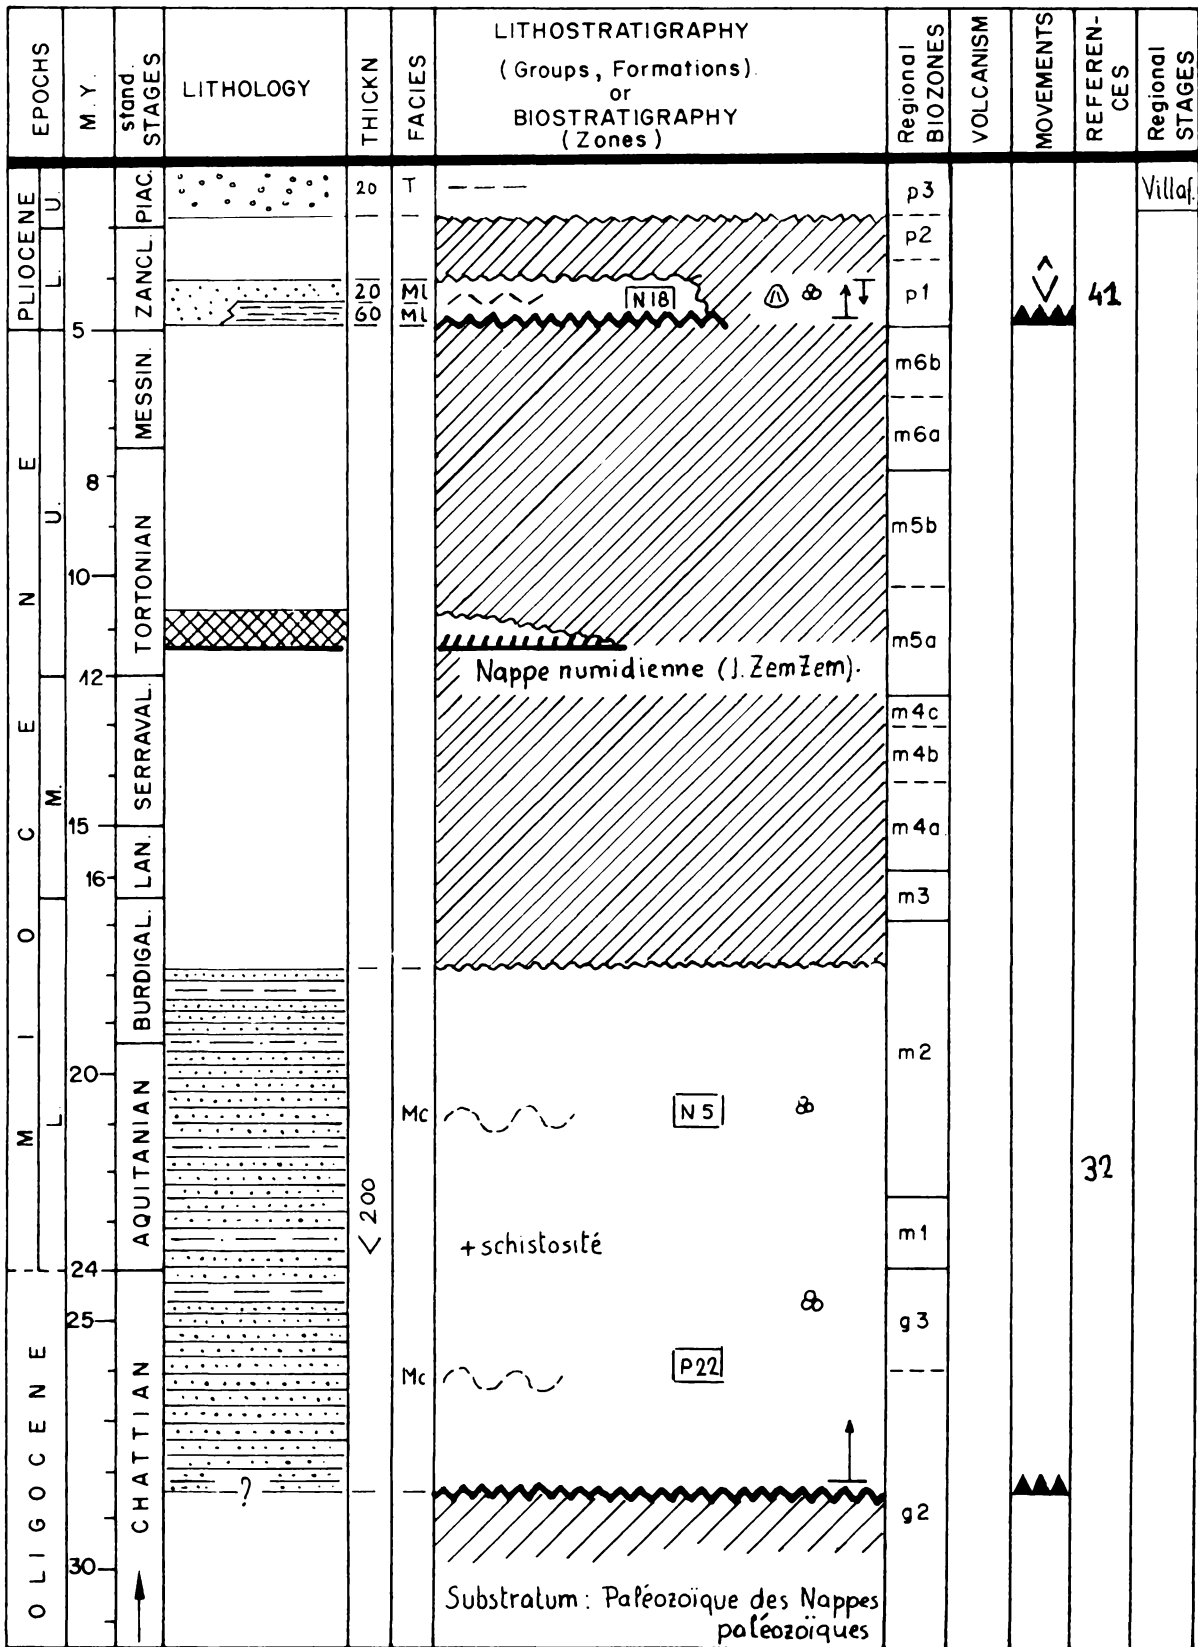 EPOCHS
M.Y.
stand.
STAGES
LITHOLOGY
THICKN
FACIES
LITHOSTRATIGRAPHY
(Groups, Formations).
or
BIOSTRATIGRAPHY
(Zones)
Regional
BIOZONES
VOLCANISM
MOVEMENTS
REFEREN-
CES
Regional
STAGES
PLIOCENE
U.
L.
PIAC.
20
T
p3
Villaf.
ZANCL.
p2
20
Ml
N18
p1
41
60
Ml
5
MIOCENE
U.
MESSIN.
m6b
m6a
8
TORTONIAN
m5b
10
m5a
Nappe numidienne (J. ZemZem).
12
M.
SERRAVAL.
m4c
m4b
15
m4a
LAN.
16
m3
L.
BURDIGAL.
m2
20
AQUITANIAN
Mc
N5
32
< 200
m1
+ schistosité
24
OLIGOCENE
CHATTIAN
25
g3
Mc
P22
?
g2
30
Substratum : Paléozoïque des Nappes
paléozoïques